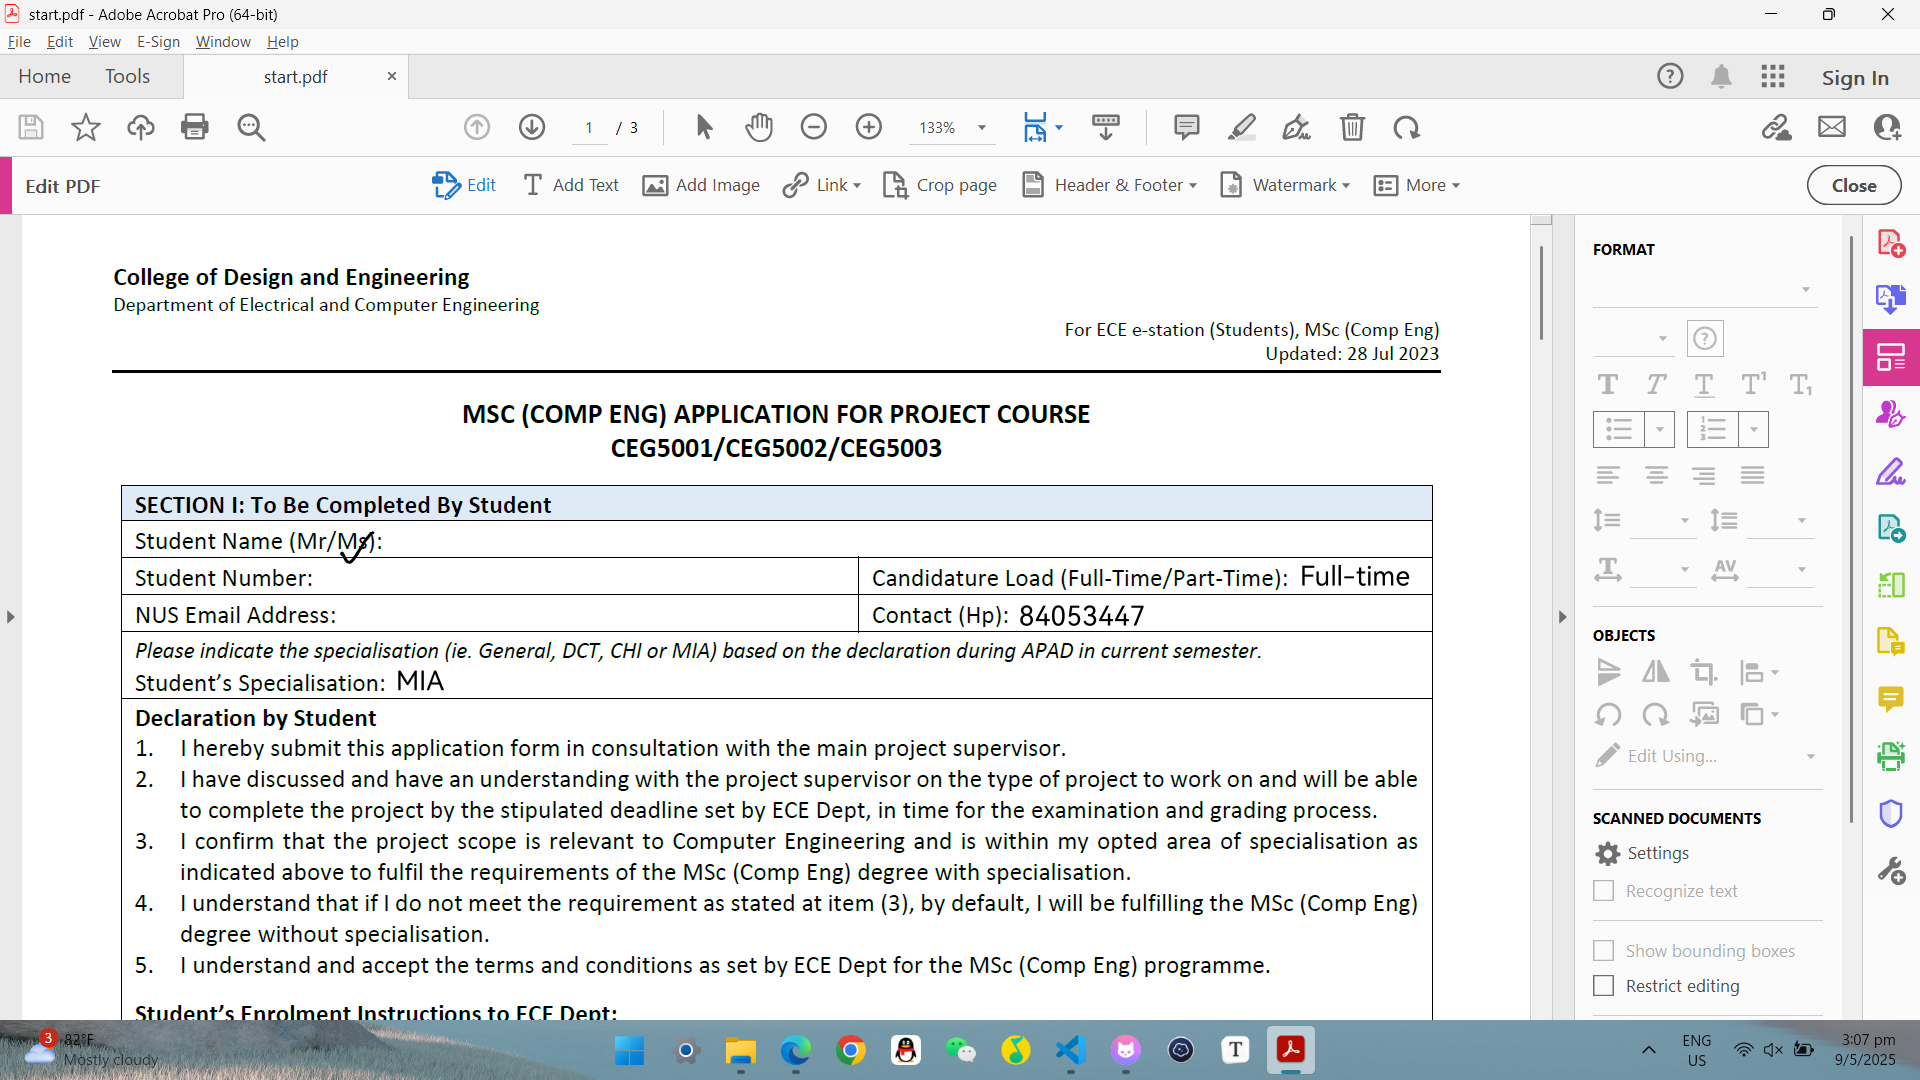 start.pdf - Adobe Acrobat Pro (64-bit)
File Edit View E-Sign Window Help
Home Tools start.pdf Sign In
1 / 3 133%
Edit PDF Edit Add Text Add Image Link Crop page Header & Footer Watermark More Close
College of Design and Engineering
Department of Electrical and Computer Engineering
For ECE e-station (Students), MSc (Comp Eng)
Updated: 28 Jul 2023
MSC (COMP ENG) APPLICATION FOR PROJECT COURSE
CEG5001/CEG5002/CEG5003
SECTION I: To Be Completed By Student
Student Name (Mr/Ms):
Student Number:
Candidature Load (Full-Time/Part-Time): Full-time
NUS Email Address:
Contact (Hp): 84053447
Please indicate the specialisation (ie. General, DCT, CHI or MIA) based on the declaration during APAD in current semester.
Student's Specialisation: MIA
Declaration by Student
1. I hereby submit this application form in consultation with the main project supervisor.
2. I have discussed and have an understanding with the project supervisor on the type of project to work on and will be able
to complete the project by the stipulated deadline set by ECE Dept, in time for the examination and grading process.
3. I confirm that the project scope is relevant to Computer Engineering and is within my opted area of specialisation as
indicated above to fulfil the requirements of the MSc (Comp Eng) degree with specialisation.
4. I understand that if I do not meet the requirement as stated at item (3), by default, I will be fulfilling the MSc (Comp Eng)
degree without specialisation.
5. I understand and accept the terms and conditions as set by ECE Dept for the MSc (Comp Eng) programme.
Student's Enrolment Instructions to ECE Dept:
FORMAT
OBJECTS
Edit Using...
SCANNED DOCUMENTS
Settings
Recognize text
Show bounding boxes
Restrict editing
3
82°F
Mostly cloudy
ENG
US
3:07 pm
9/5/2025